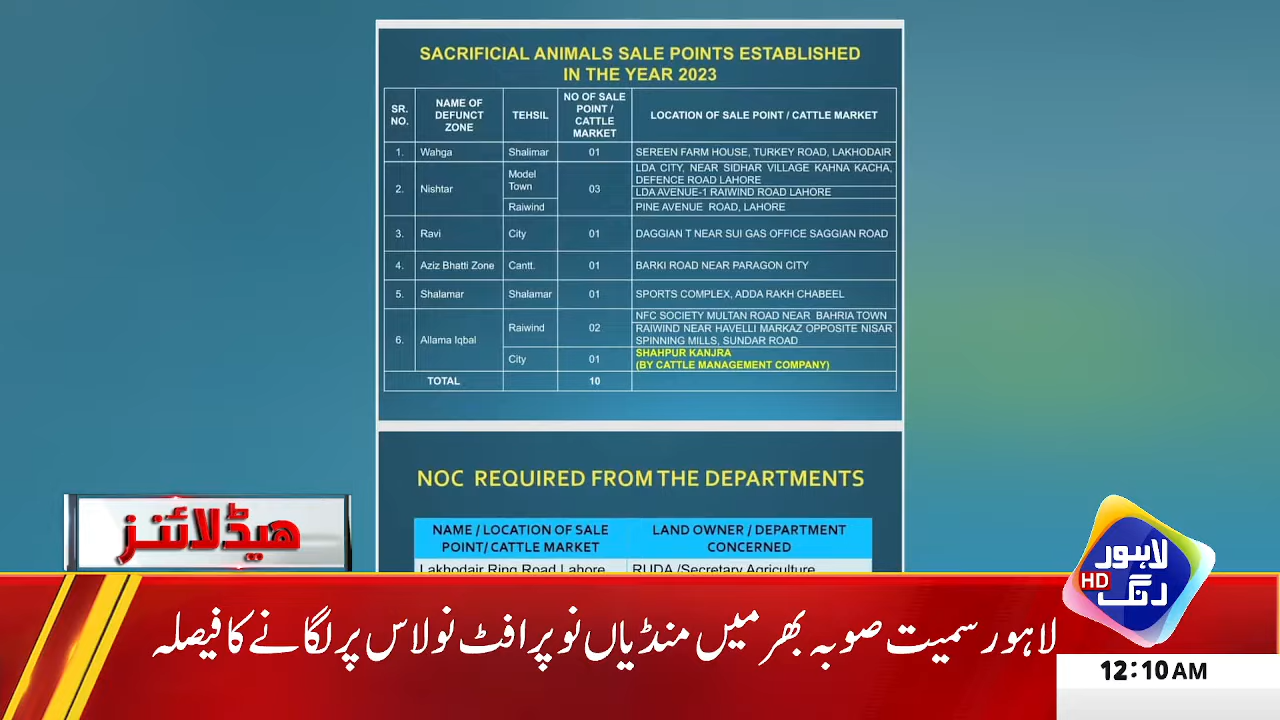 SACRIFICIAL ANIMALS SALE POINTS ESTABLISHED
IN THE YEAR 2023
SR. NO. NAME OF DEFUNCT ZONE TEHSIL NO OF SALE POINT / CATTLE MARKET LOCATION OF SALE POINT / CATTLE MARKET
1. Wahga Shalimar 01 SEREEN FARM HOUSE, TURKEY ROAD, LAKHODAIR
2. Nishtar Model Town 03 LDA CITY, NEAR SIDHAR VILLAGE KAHNA KACHA,
DEFENCE ROAD LAHORE
LDA AVENUE-1 RAIWIND ROAD LAHORE
Raiwind PINE AVENUE ROAD, LAHORE
3. Ravi City 01 DAGGIAN T NEAR SUI GAS OFFICE SAGGIAN ROAD
4. Aziz Bhatti Zone Cantt. 01 BARKI ROAD NEAR PARAGON CITY
5. Shalamar Shalamar 01 SPORTS COMPLEX, ADDA RAKH CHABEEL
6. Allama Iqbal Raiwind 02 NFC SOCIETY MULTAN ROAD NEAR BAHRIA TOWN
RAIWIND NEAR HAVELLI MARKAZ OPPOSITE NISAR
SPINNING MILLS, SUNDAR ROAD
City 01 SHAHPUR KANJRA
(BY CATTLE MANAGEMENT COMPANY)
TOTAL 10
NOC REQUIRED FROM THE DEPARTMENTS
NAME / LOCATION OF SALE POINT/ CATTLE MARKET LAND OWNER / DEPARTMENT CONCERNED
Lakhodair Ring Road Lahore RUDA /Secretary Agriculture
ہیڈلائنز
لاہور
HD رنگ
لاہور سمیت صوبہ بھر میں منڈیاں نو پرافٹ نو لاس پر لگانے کا فیصلہ
12:10 AM